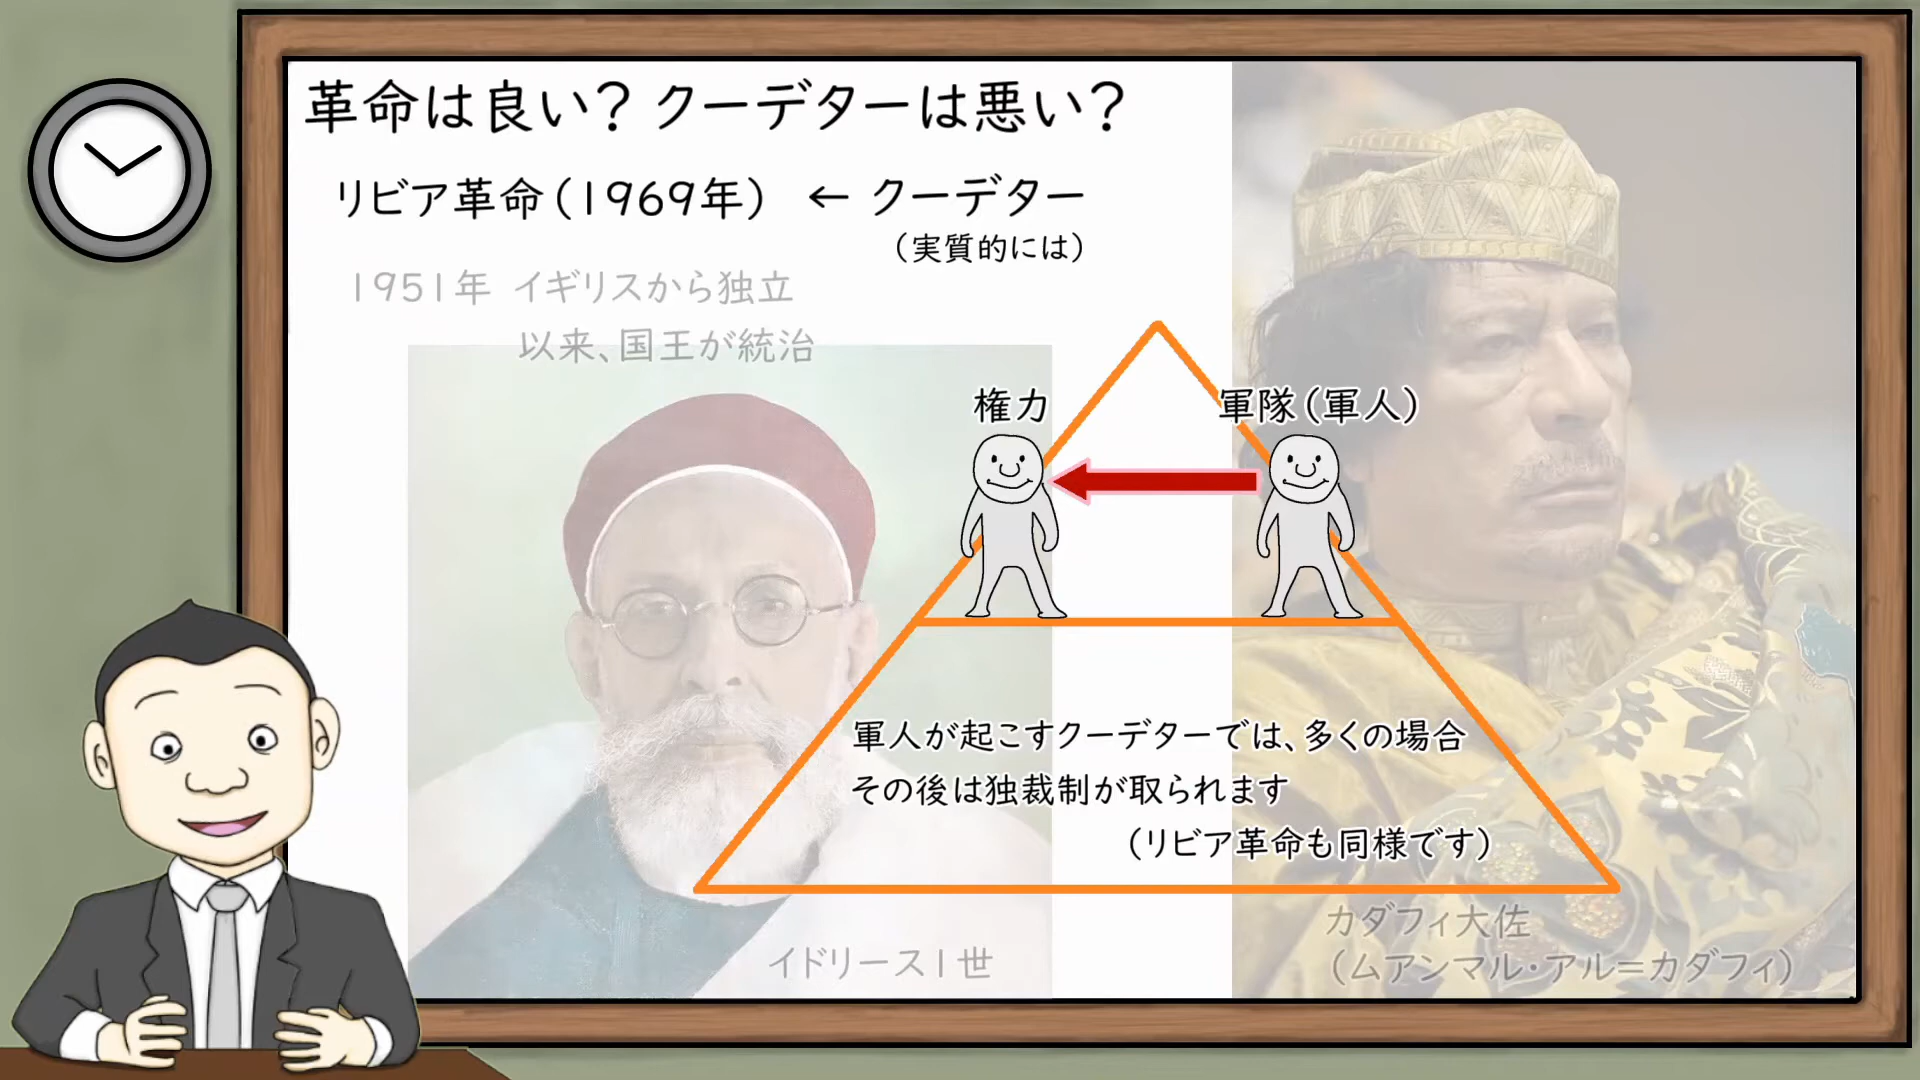 革命は良い? クーデターは悪い?
リビア革命(1969年) ← クーデター
(実質的には)
1951年 イギリスから独立
以来、国王が統治
権力
軍隊(軍人)
軍人が起こすクーデターでは、多くの場合
その後は独裁制が取られます
(リビア革命も同様です)
イドリース1世
カダフィ大佐
(ムアンマル・アル=カダフィ)